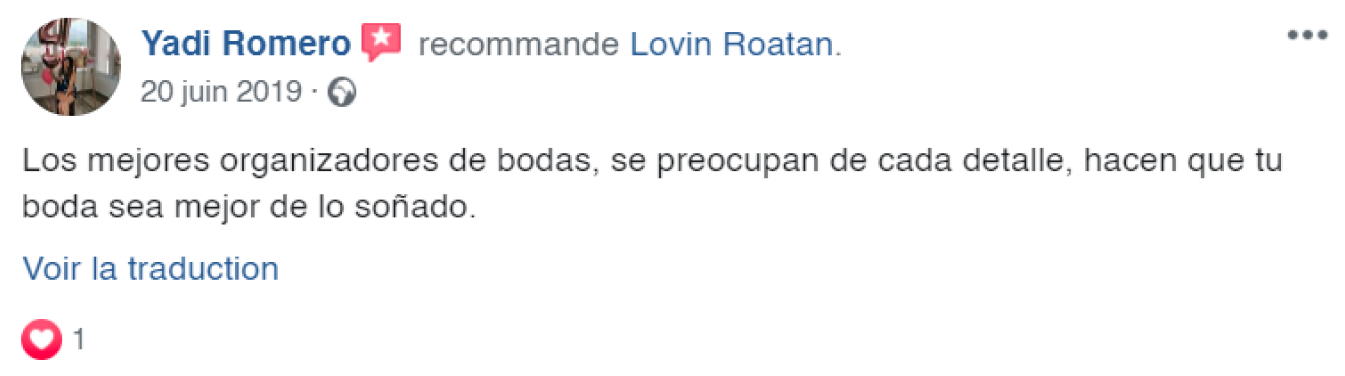 Yadi Romero recommande Lovin Roatan.
20 juin 2019 ·
Los mejores organizadores de bodas, se preocupan de cada detalle, hacen que tu
boda sea mejor de lo soñado.
Voir la traduction
1